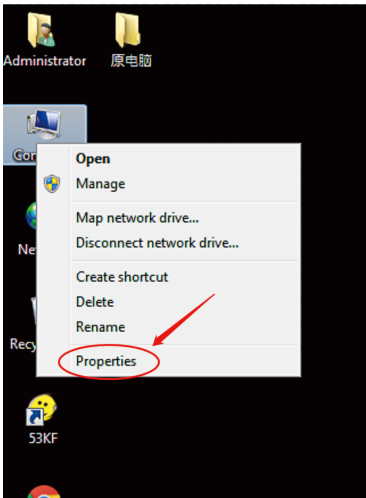 Administrator
原电脑
Open
Manage
Map network drive...
Disconnect network drive...
Create shortcut
Delete
Rename
Properties
53KF